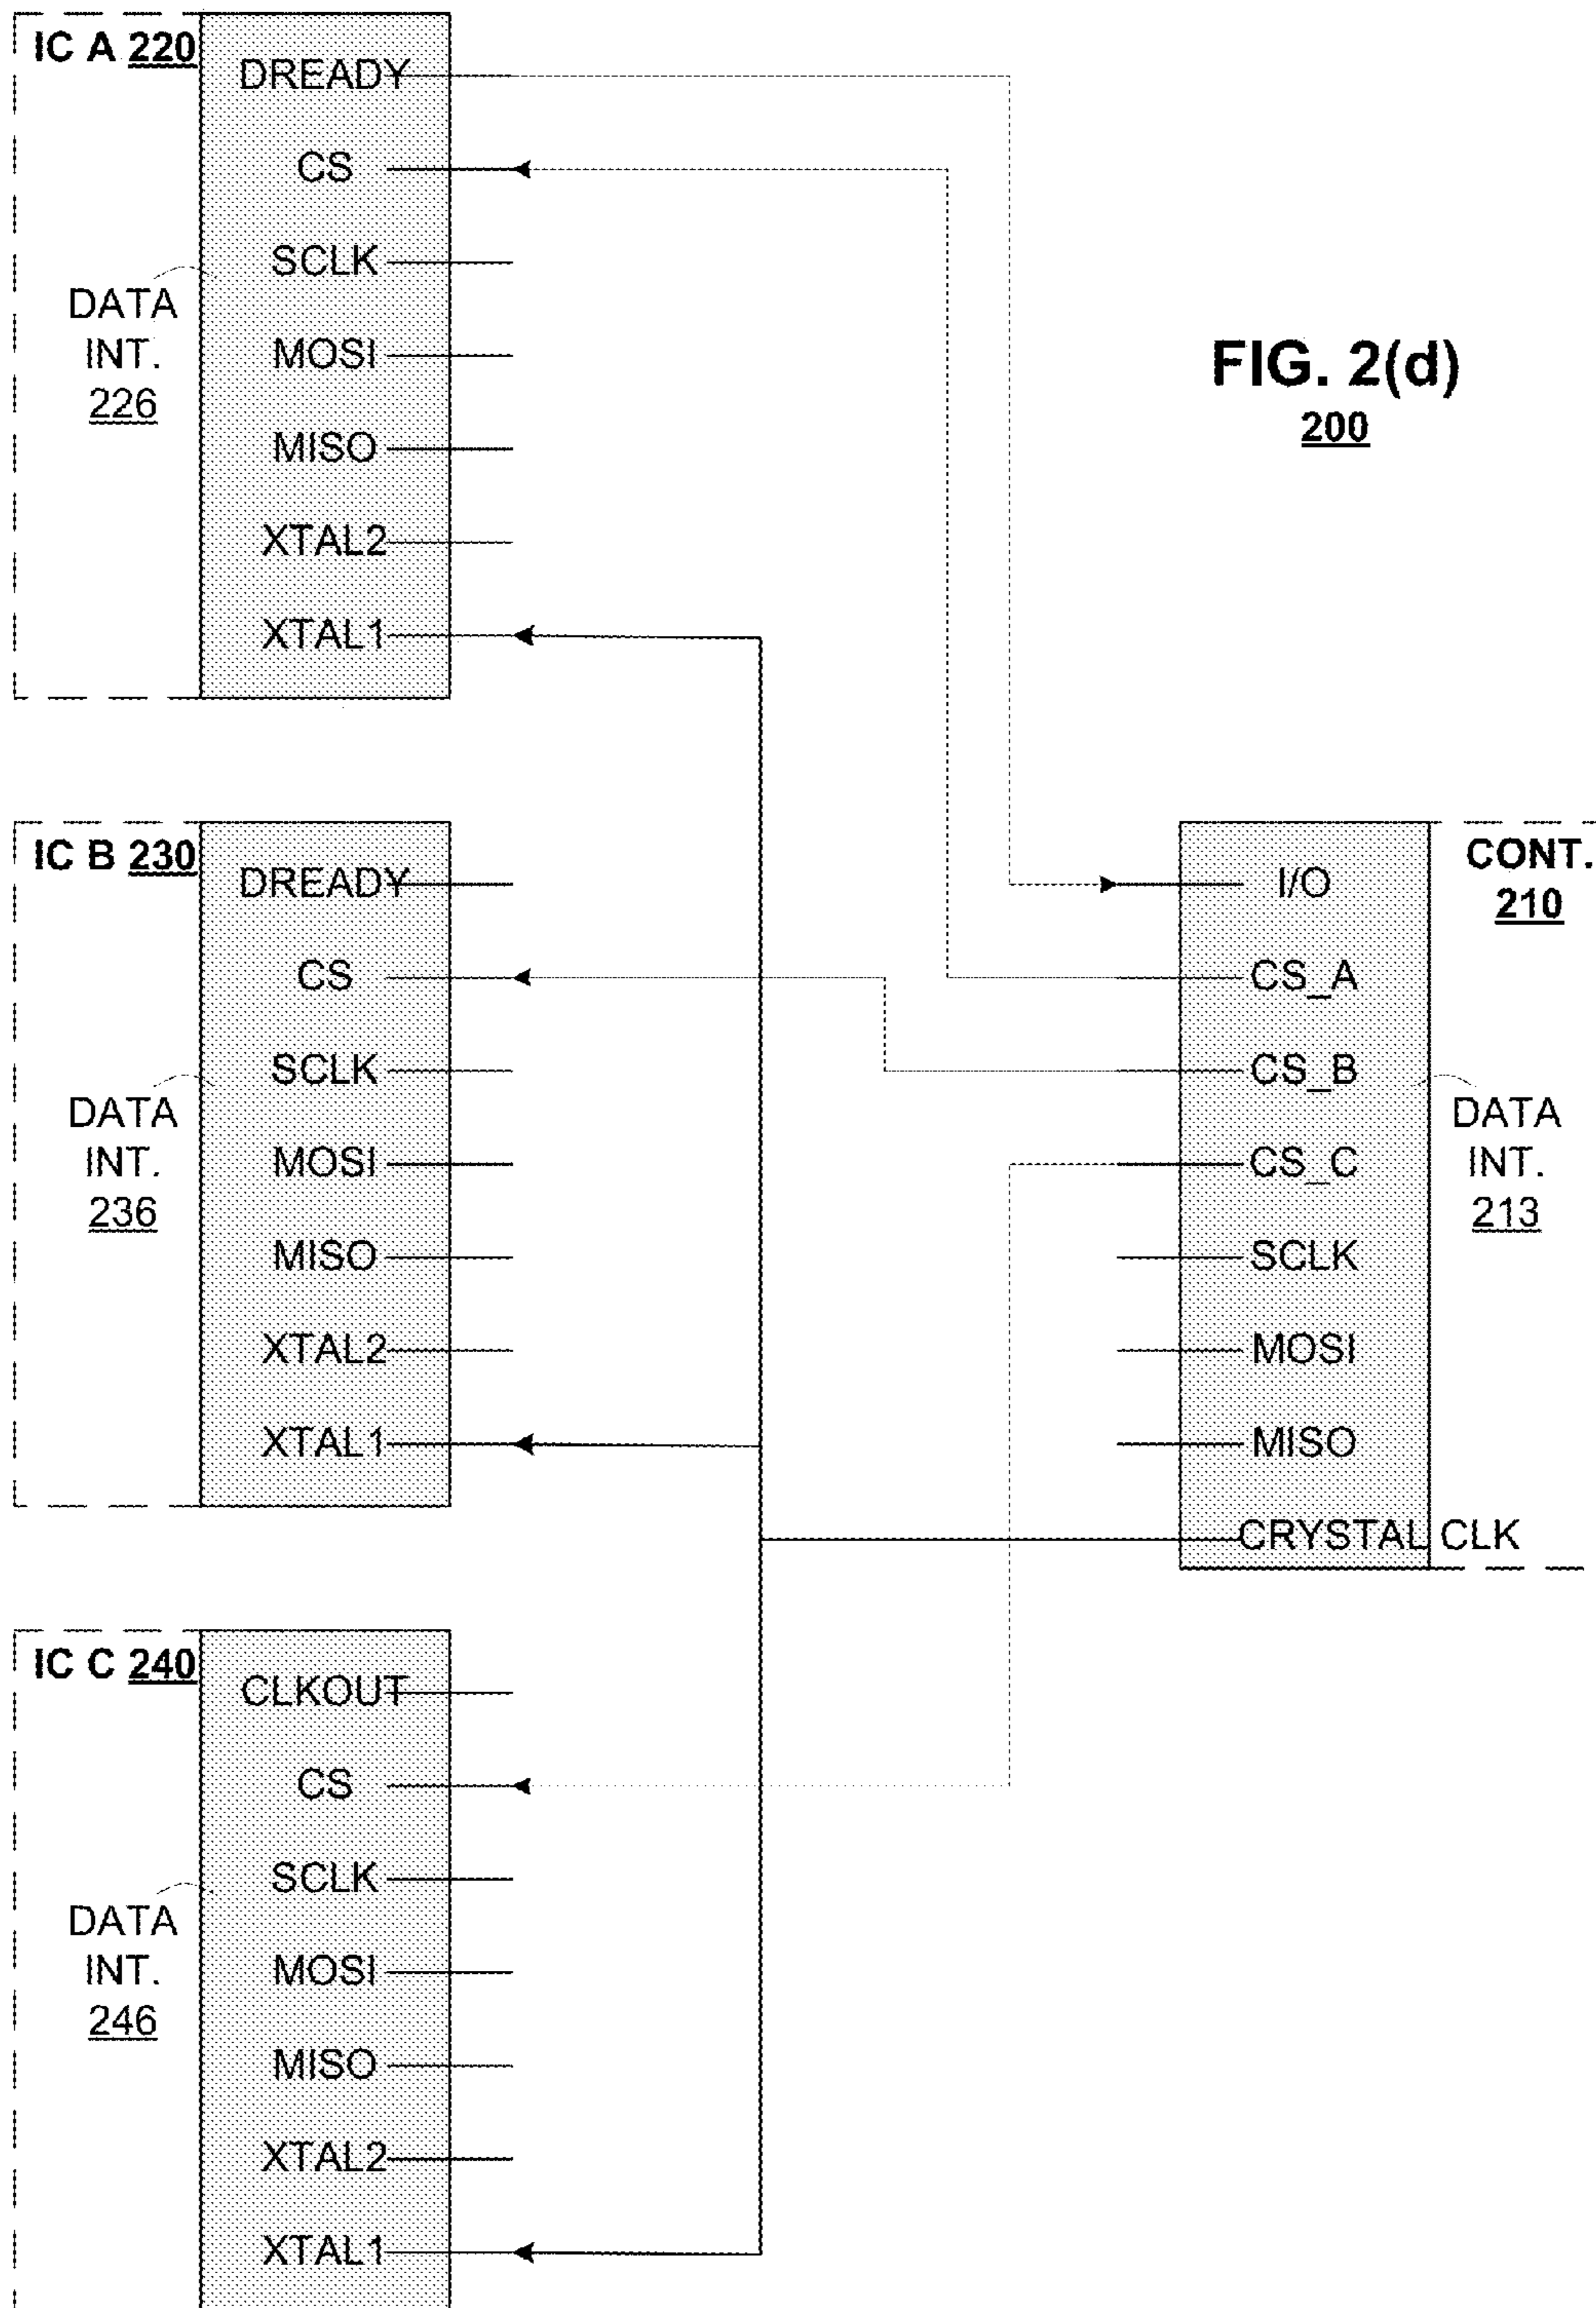 IC A 220
DREADY
CS
SCLK
MOSI
MISO
XTAL2
XTAL1
DATA
INT.
226
FIG. 2(d)
200
IC B 230
DREADY
CS
SCLK
MOSI
MISO
XTAL2
XTAL1
DATA
INT.
236
CONT.
210
I/O
CS_A
CS_B
CS_C
SCLK
MOSI
MISO
CRYSTAL CLK
DATA
INT.
213
IC C 240
CLKOUT
CS
SCLK
MOSI
MISO
XTAL2
XTAL1
DATA
INT.
246